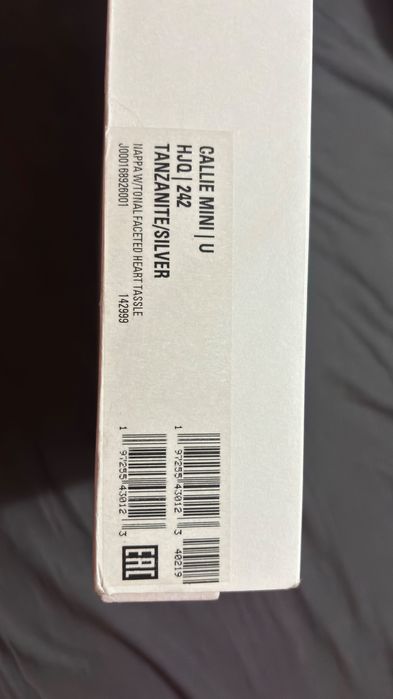 CALLIE MINI | U
HJQ | 242
TANZANITE/SILVER
NAPPA W/TONAL FACETED HEART TASSLE
J000168926001 142999
1 97255 43012 3 40219
1 97255 43012 3
EAC